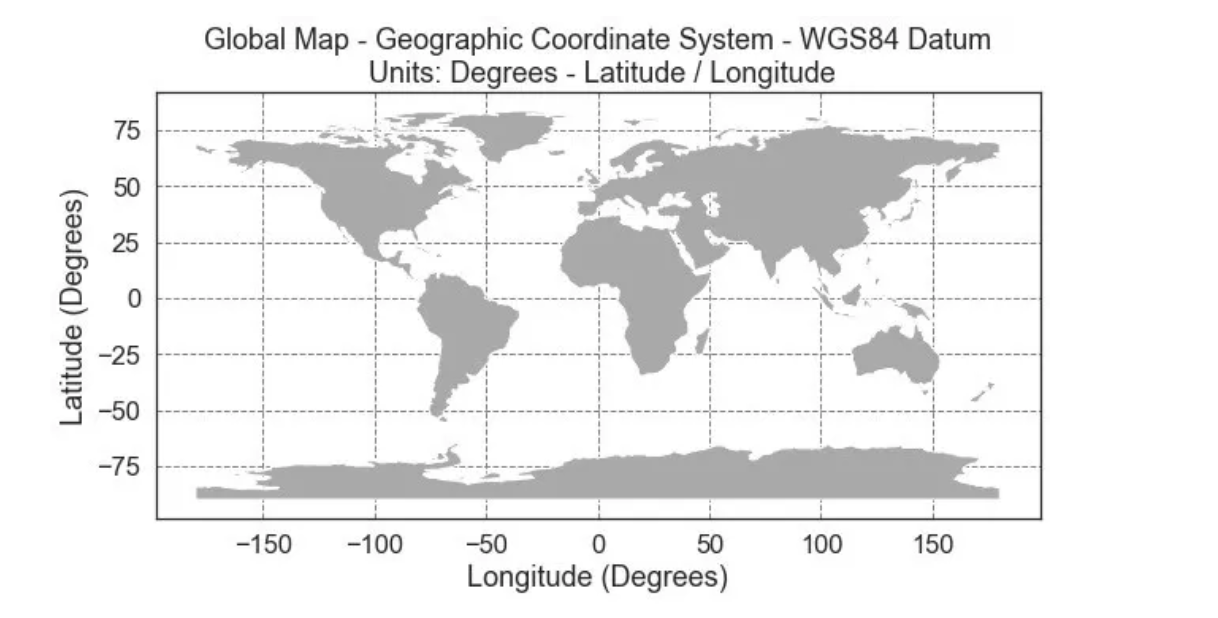 Global Map - Geographic Coordinate System - WGS84 Datum
Units: Degrees - Latitude / Longitude
Latitude (Degrees)
75
50
25
0
−25
−50
−75
−150 −100 −50 0 50 100 150
Longitude (Degrees)